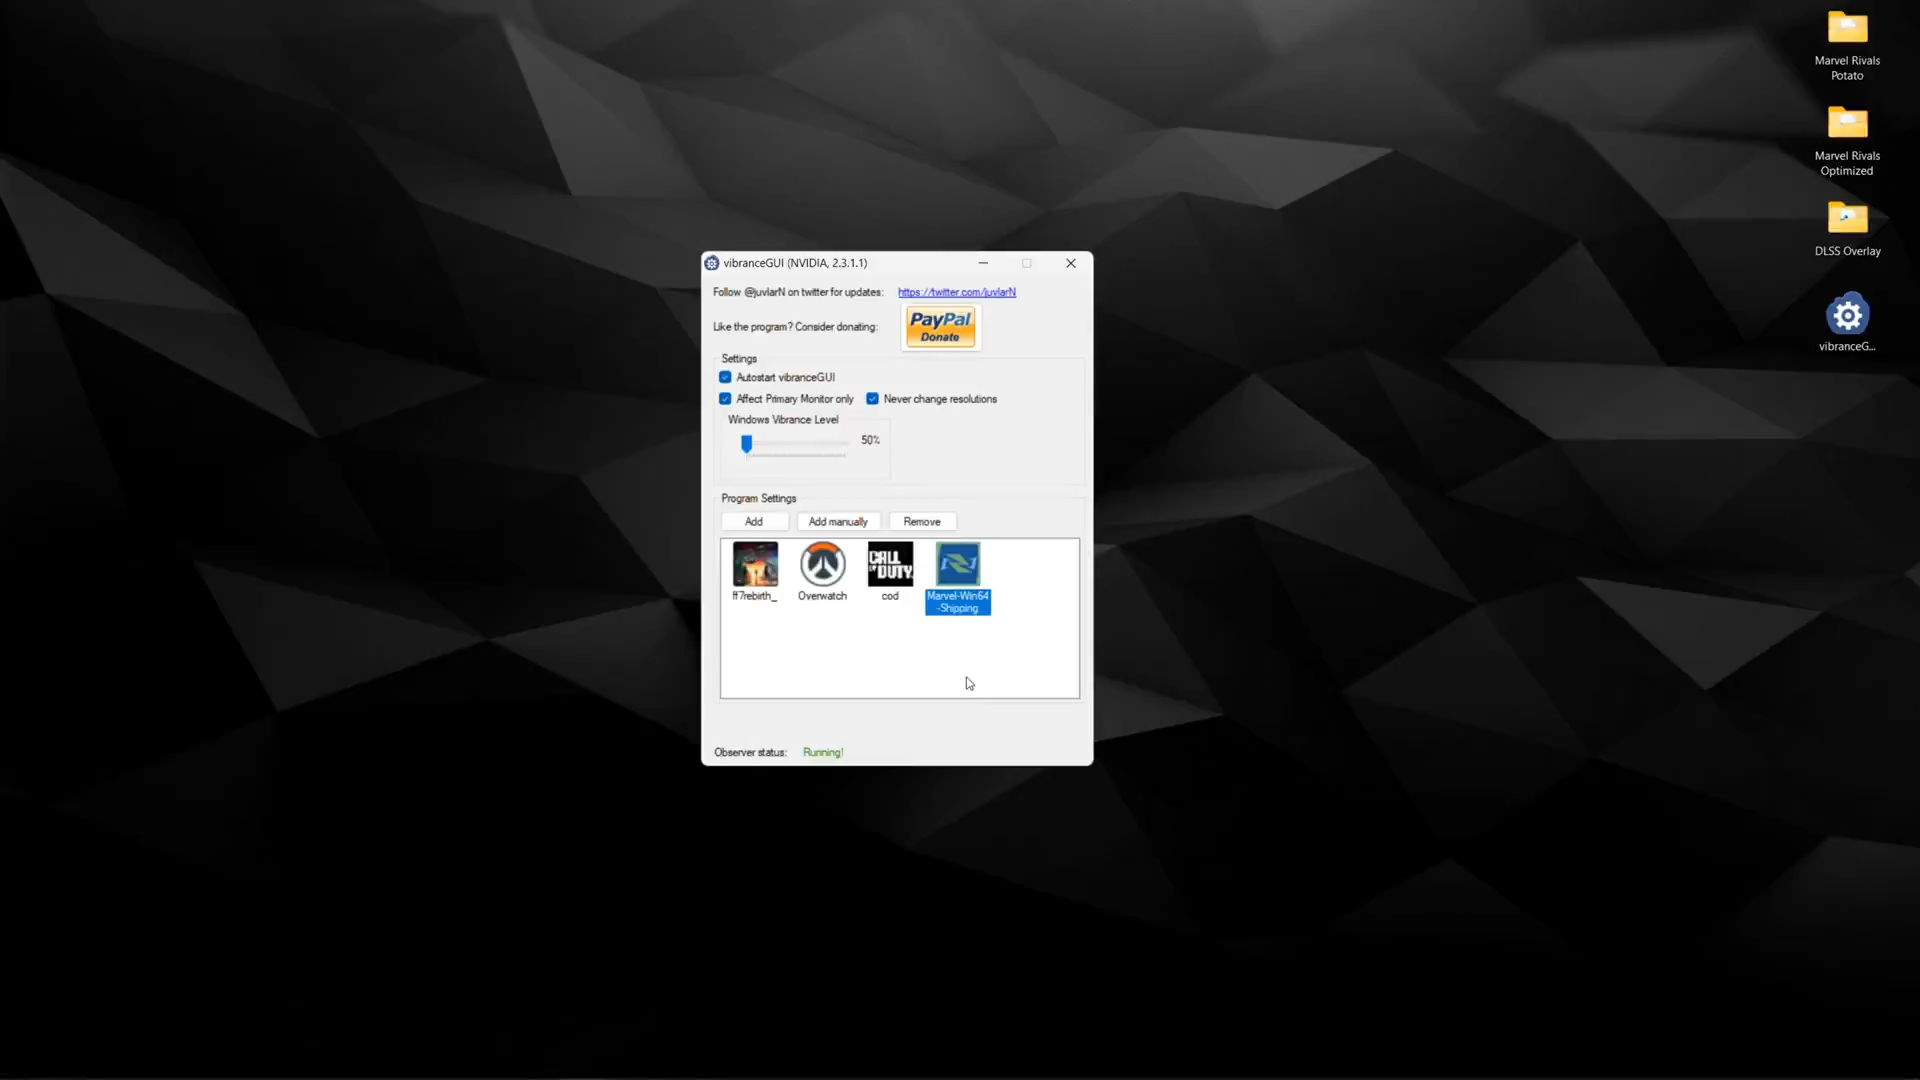 Marvel Rivals
Potato
Marvel Rivals
Optimized
DLSS Overlay
vibranceG...
vibranceGUI (NVIDIA, 2.3.1.1)
Follow @juvlarN on twitter for updates: https://twitter.com/juvlarN
Like the program? Consider donating:
PayPal
Donate
Settings
Autostart vibranceGUI
Affect Primary Monitor only Never change resolutions
Windows Vibrance Level
50%
Program Settings
Add Add manually Remove
CALL
OF DUTY
ff7rebirth_ Overwatch cod Marvel-Win64
-Shipping
Observer status: Running!